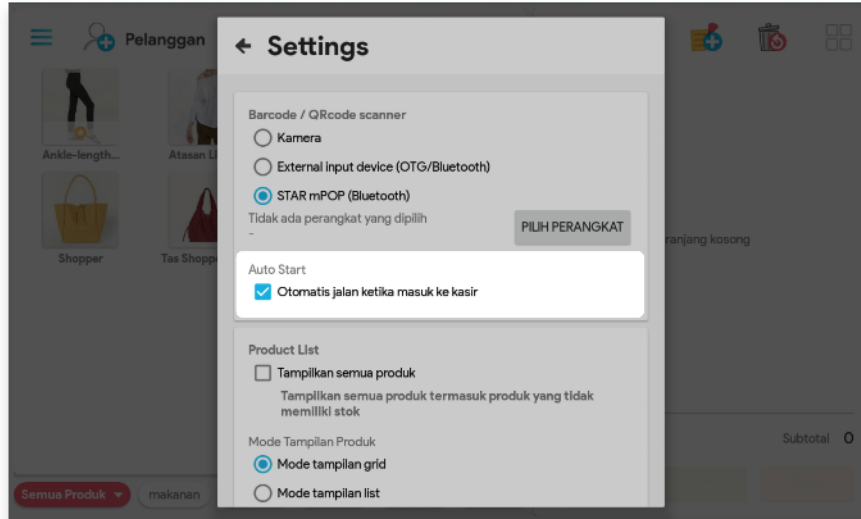 Pelanggan
Settings
Barcode / QRcode scanner
Kamera
External input device (OTG/Bluetooth)
STAR mPOP (Bluetooth)
Tidak ada perangkat yang dipilih
-
PILIH PERANGKAT
Auto Start
Otomatis jalan ketika masuk ke kasir
Product List
Tampilkan semua produk
Tampilkan semua produk termasuk produk yang tidak
memiliki stok
Mode Tampilan Produk
Mode tampilan grid
Mode tampilan list
Ankle-length...
Atasan
Shopper
Tas Shopp
ranjang kosong
Subtotal 0
Semua Produk
makanan